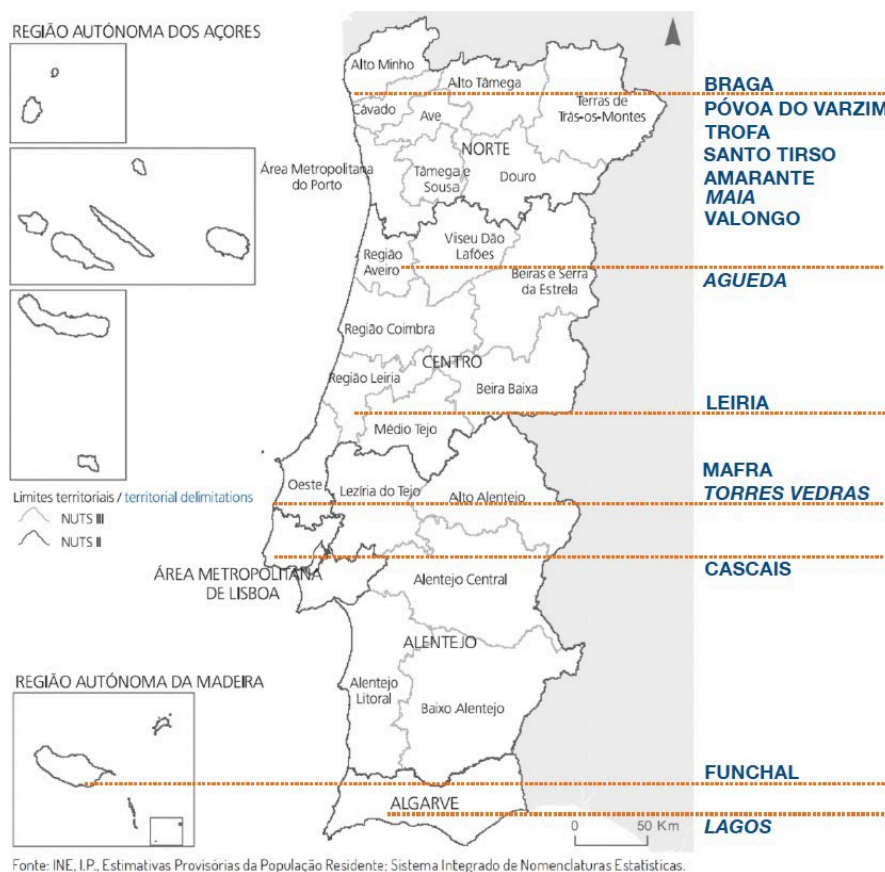 REGIÃO AUTÓNOMA DOS AÇORES
Alto Minho
Alto Tâmega
Cávado
Ave
Terras de
Trás-os-Montes
NORTE
Área Metropolitana
do Porto
Tâmega e
Sousa
Douro
Região
Aveiro
Viseu Dão
Lafões
Beiras e Serra
da Estrela
Região Coimbra
CENTRO
Região Leiria
Beira Baixa
Médio Tejo
Oeste
Lezíria do Tejo
Alto Alentejo
Limites territoriais / territorial delimitations
NUTS III
NUTS II
ÁREA METROPOLITANA
DE LISBOA
Alentejo Central
ALENTEJO
Alentejo
Litoral
Baixo Alentejo
REGIÃO AUTÓNOMA DA MADEIRA
ALGARVE
0 50 Km
BRAGA
PÓVOA DO VARZIM
TROFA
SANTO TIRSO
AMARANTE
MAIA
VALONGO
AGUEDA
LEIRIA
MAFRA
TORRES VEDRAS
CASCAIS
FUNCHAL
LAGOS
Fonte: INE, I.P., Estimativas Provisórias da População Residente; Sistema Integrado de Nomenclaturas Estatísticas.